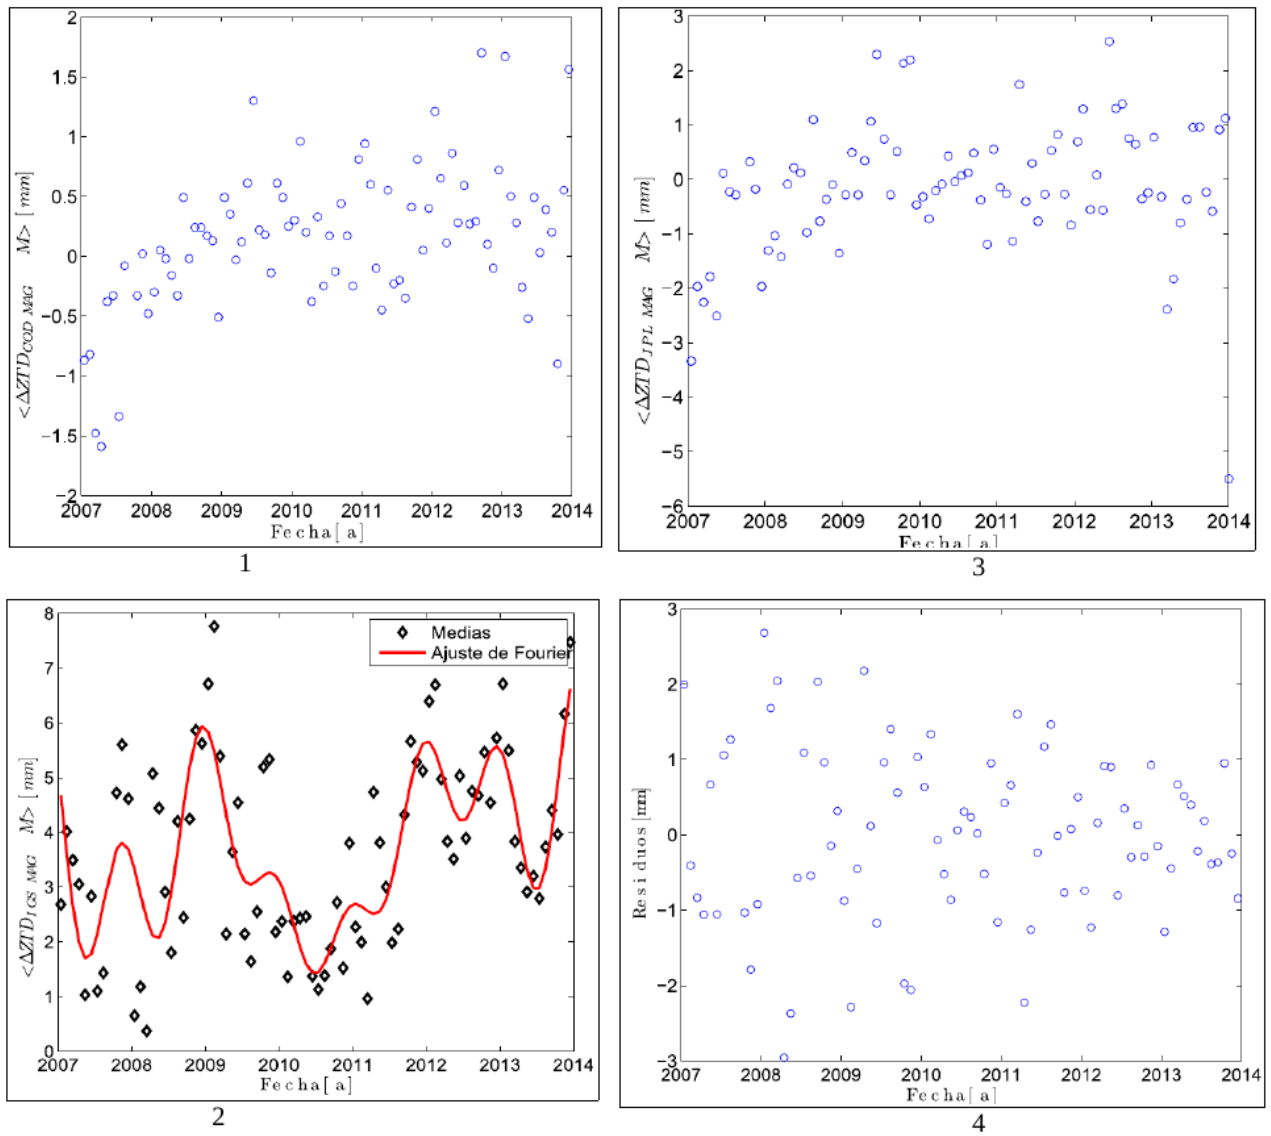 2
1.5
1
0.5
0
−0.5
−1
−1.5
−2
<ΔZTD_COD MAG M> [mm]
2007 2008 2009 2010 2011 2012 2013 2014
Fecha[ a]
1
3
2
1
0
−1
−2
−3
−4
−5
−6
<ΔZTD_JPL MAG M> [mm]
2007 2008 2009 2010 2011 2012 2013 2014
Fecha[ a]
3
8
7
6
5
4
3
2
1
0
<ΔZTD_IGS MAG M> [mm]
Medias
Ajuste de Fourier
2007 2008 2009 2010 2011 2012 2013 2014
Fecha[ a]
2
3
2
1
0
−1
−2
−3
Residuos [mm]
2007 2008 2009 2010 2011 2012 2013 2014
Fecha[ a]
4